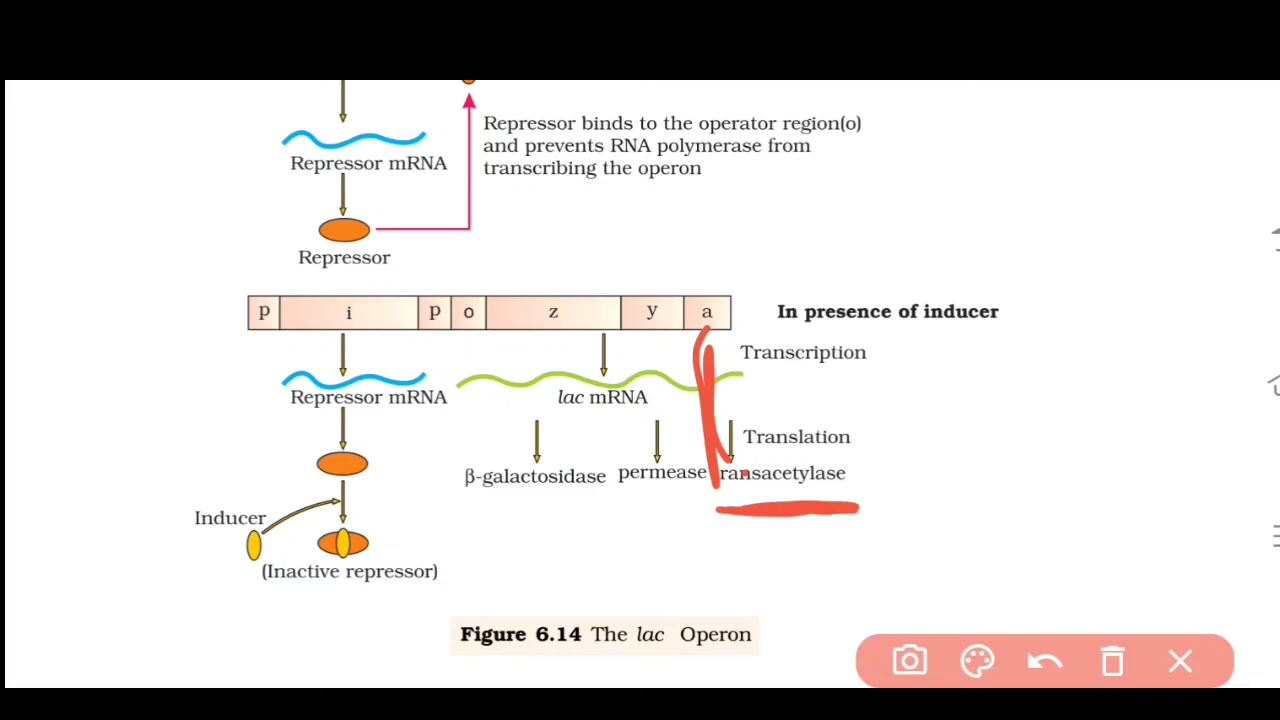 Repressor binds to the operator region(o)
and prevents RNA polymerase from
transcribing the operon
Repressor mRNA
Repressor
p i p o z y a
In presence of inducer
Transcription
Repressor mRNA
lac mRNA
Translation
β-galactosidase permease transacetylase
Inducer
(Inactive repressor)
Figure 6.14 The lac Operon